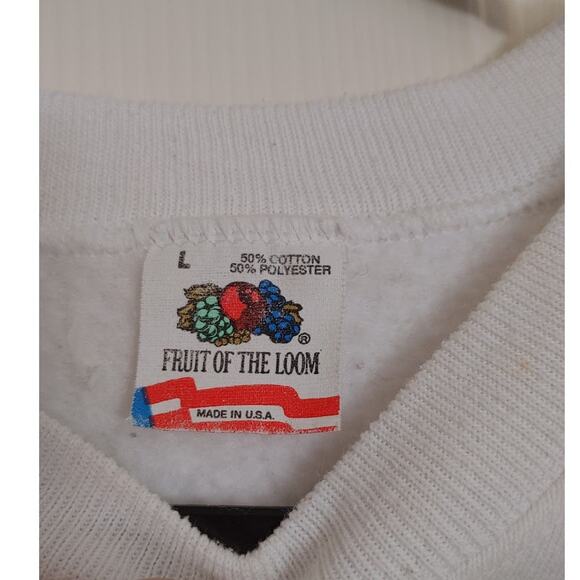 L
50% COTTON
50% POLYESTER
®
FRUIT OF THE LOOM
MADE IN U.S.A.